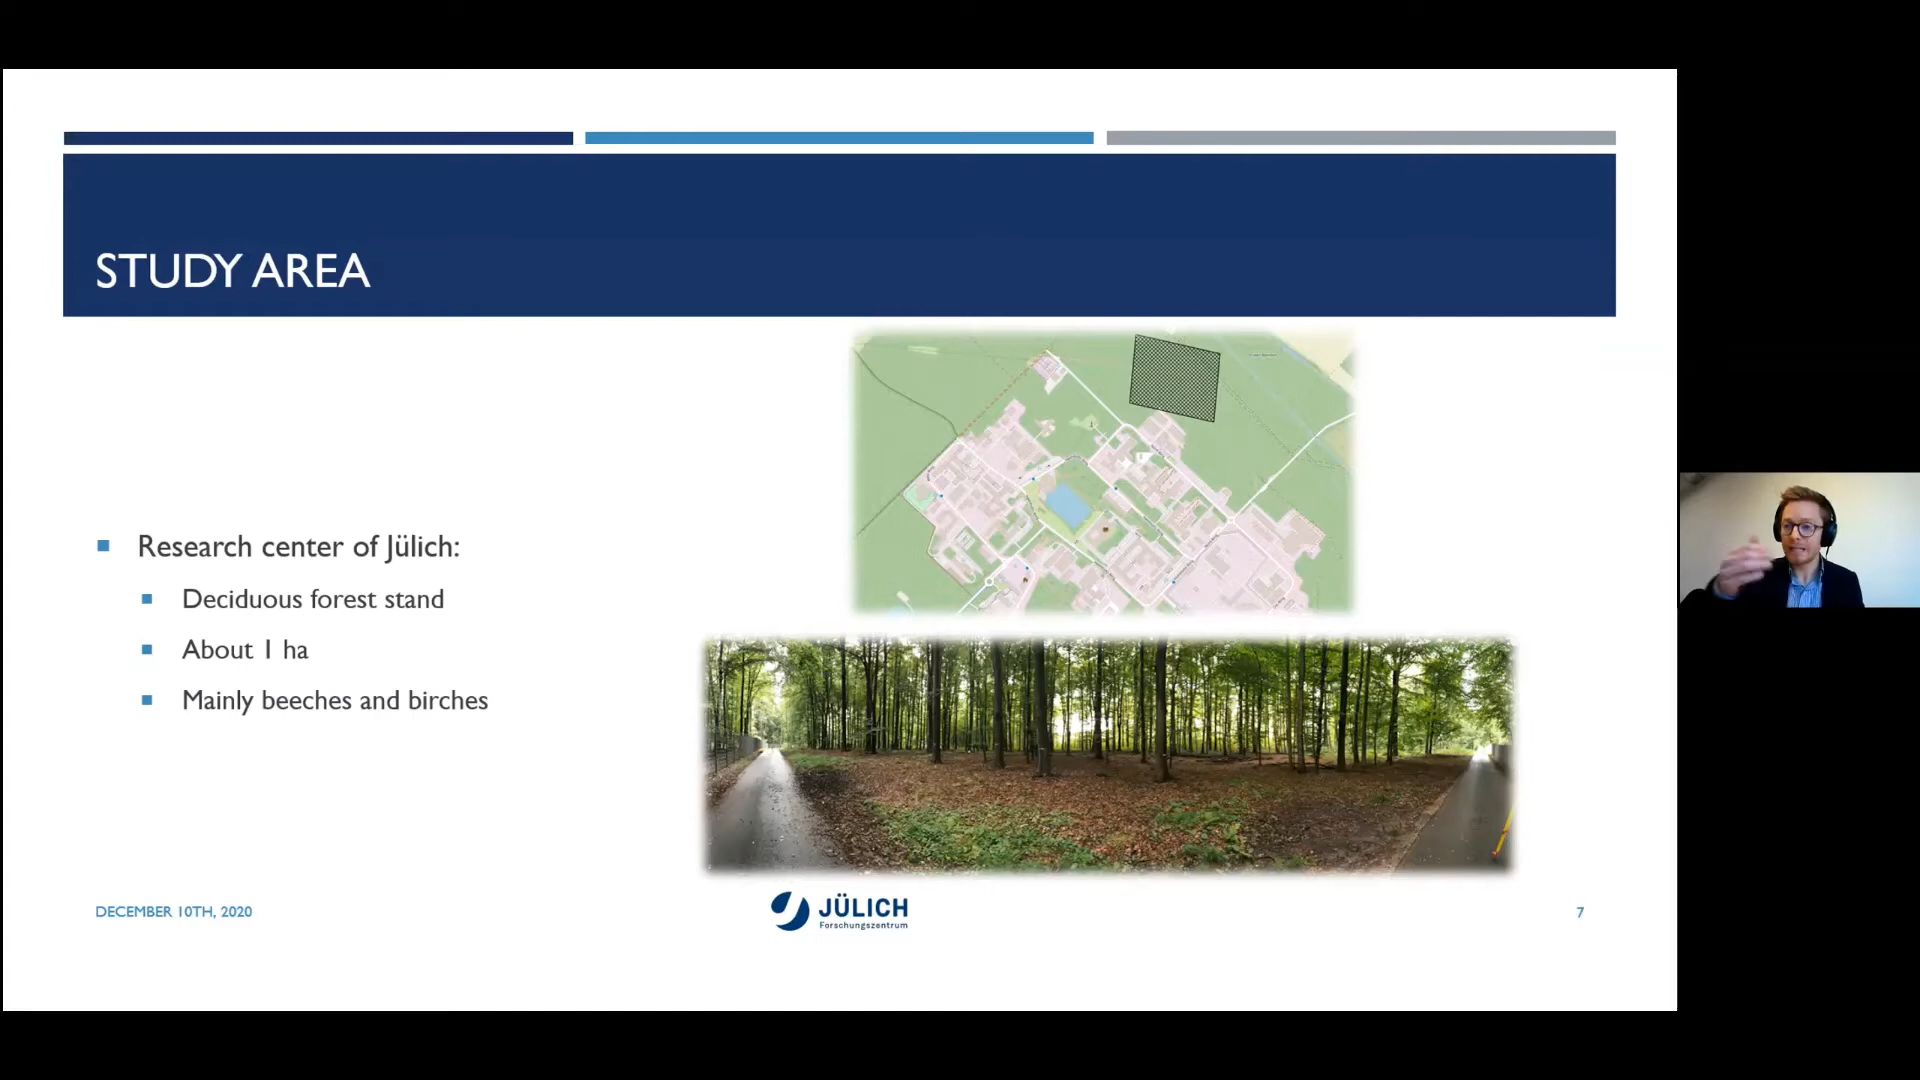 STUDY AREA
Research center of Jülich:
Deciduous forest stand
About 1 ha
Mainly beeches and birches
DECEMBER 10TH, 2020
JÜLICH
Forschungszentrum
7